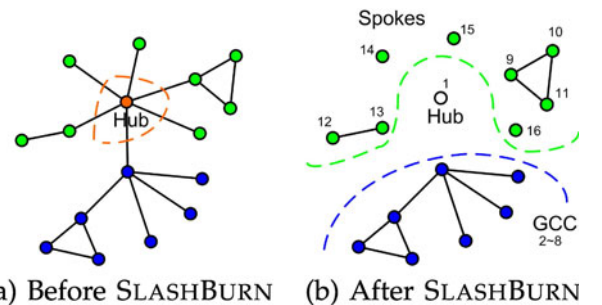 Hub
Spokes
15
14
10
9
1
Hub
11
13
12
16
GCC
2~8
a) Before SLASHBURN
(b) After SLASHBURN